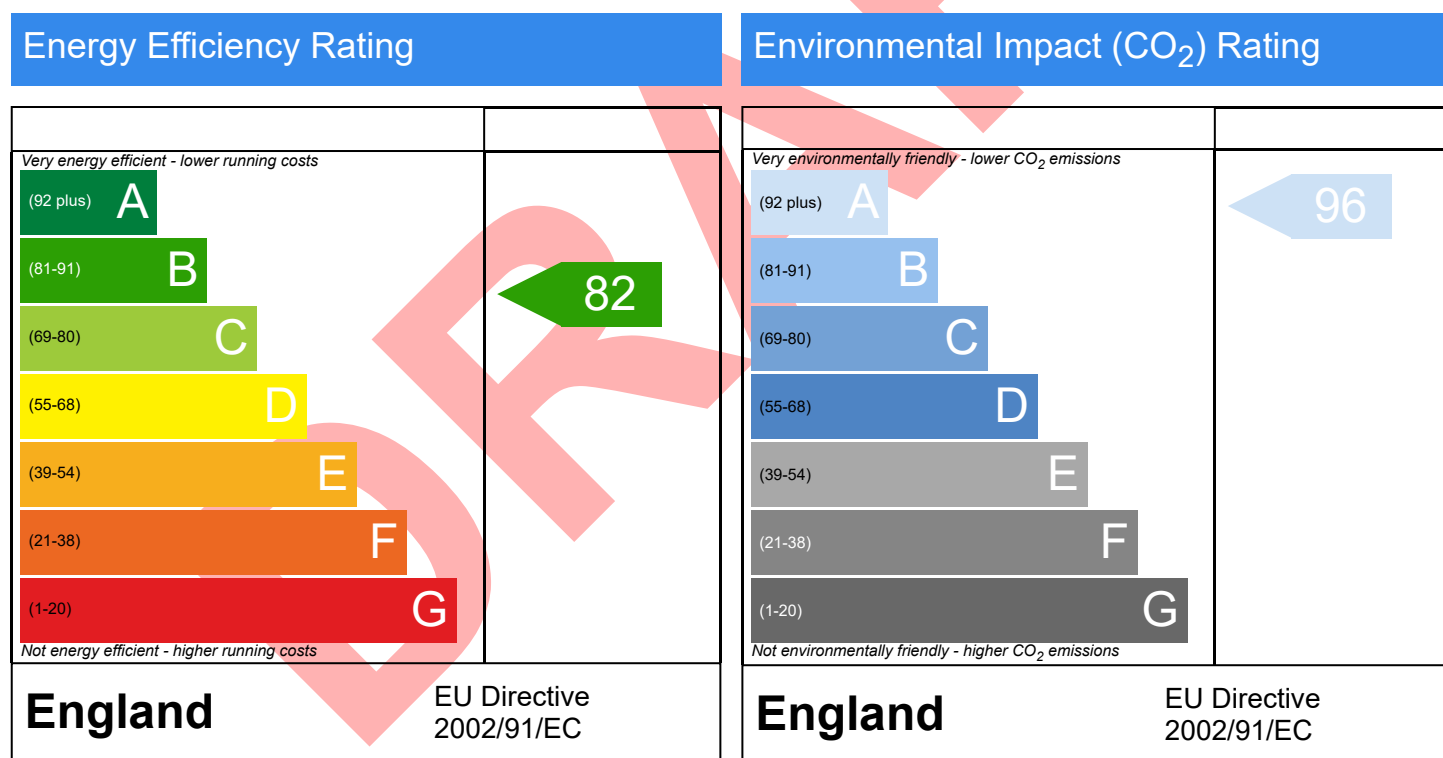 Energy Efficiency Rating
Very energy efficient - lower running costs
(92 plus) A
(81-91) B
(69-80) C
(55-68) D
(39-54) E
(21-38) F
(1-20) G
82
Not energy efficient - higher running costs
England
EU Directive
2002/91/EC
Environmental Impact (CO2) Rating
Very environmentally friendly - lower CO2 emissions
(92 plus) A
(81-91) B
(69-80) C
(55-68) D
(39-54) E
(21-38) F
(1-20) G
96
Not environmentally friendly - higher CO2 emissions
England
EU Directive
2002/91/EC